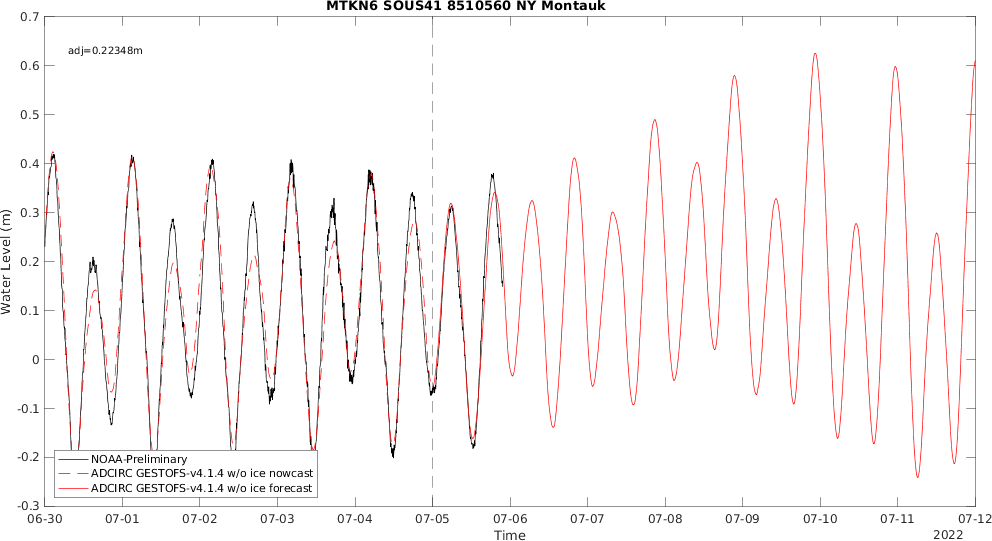 MTKN6 SOUS41 8510560 NY Montauk
adj=0.22348m
Water Level (m)
0.7
0.6
0.5
0.4
0.3
0.2
0.1
0
-0.1
-0.2
-0.3
NOAA-Preliminary
ADCIRC GESTOFS-v4.1.4 w/o ice nowcast
ADCIRC GESTOFS-v4.1.4 w/o ice forecast
06-30 07-01 07-02 07-03 07-04 07-05 07-06 07-07 07-08 07-09 07-10 07-11 07-12
Time
2022